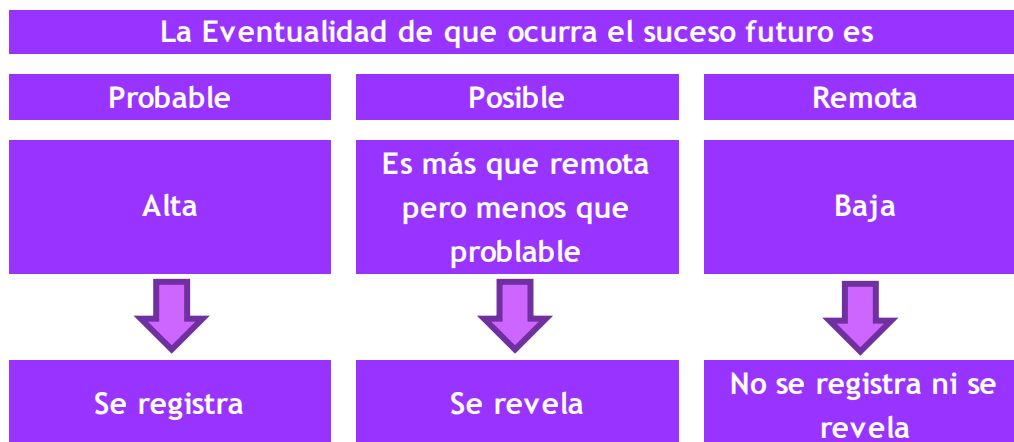 La Eventualidad de que ocurra el suceso futuro es
Probable
Posible
Remota
Alta
Es más que remota
pero menos que
problable
Baja
Se registra
Se revela
No se registra ni se
revela